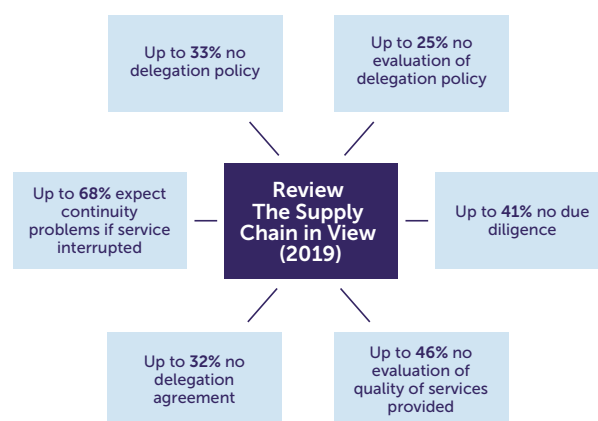 Up to 33% no
delegation policy
Up to 25% no
evaluation of
delegation policy
Up to 68% expect
continuity
problems if service
interrupted
Review
The Supply
Chain in View
(2019)
Up to 41% no due
diligence
Up to 32% no
delegation
agreement
Up to 46% no
evaluation of
quality of services
provided